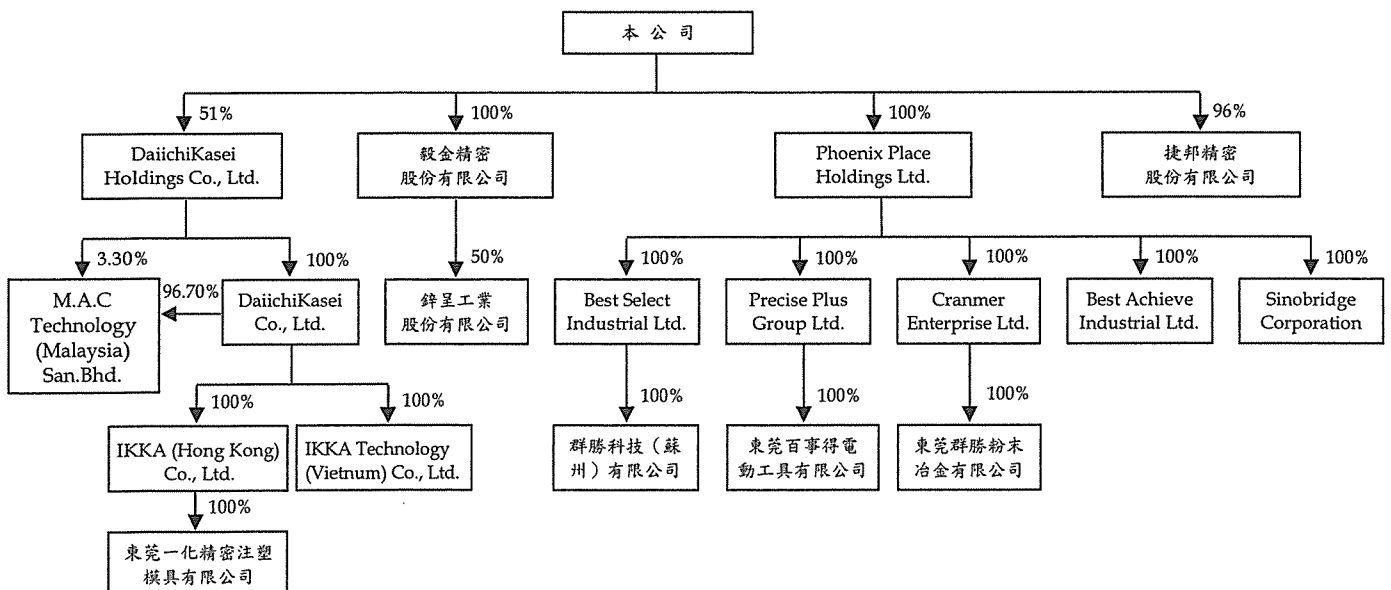 本公司
51%
100%
100%
96%
DaiichiKasei
Holdings Co., Ltd.
毅金精密
股份有限公司
Phoenix Place
Holdings Ltd.
捷邦精密
股份有限公司
3.30%
100%
50%
100%
100%
100%
100%
100%
M.A.C
Technology
(Malaysia)
San.Bhd.
96.70%
DaiichiKasei
Co., Ltd.
鋅呈工業
股份有限公司
Best Select
Industrial Ltd.
Precise Plus
Group Ltd.
Cranmer
Enterprise Ltd.
Best Achieve
Industrial Ltd.
Sinobridge
Corporation
100%
100%
100%
100%
100%
IKKA (Hong Kong)
Co., Ltd.
IKKA Technology
(Vietnum) Co., Ltd.
群勝科技（蘇
州）有限公司
東莞百事得電
動工具有限公司
東莞群勝粉末
冶金有限公司
100%
東莞一化精密注塑
模具有限公司